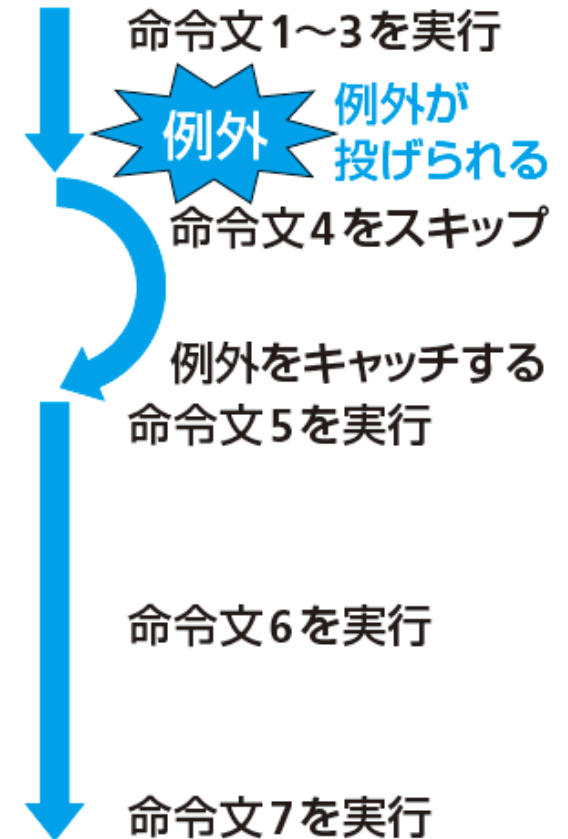 命令文1〜3を実行
例外
例外が
投げられる
命令文4をスキップ
例外をキャッチする
命令文5を実行
命令文6を実行
命令文7を実行